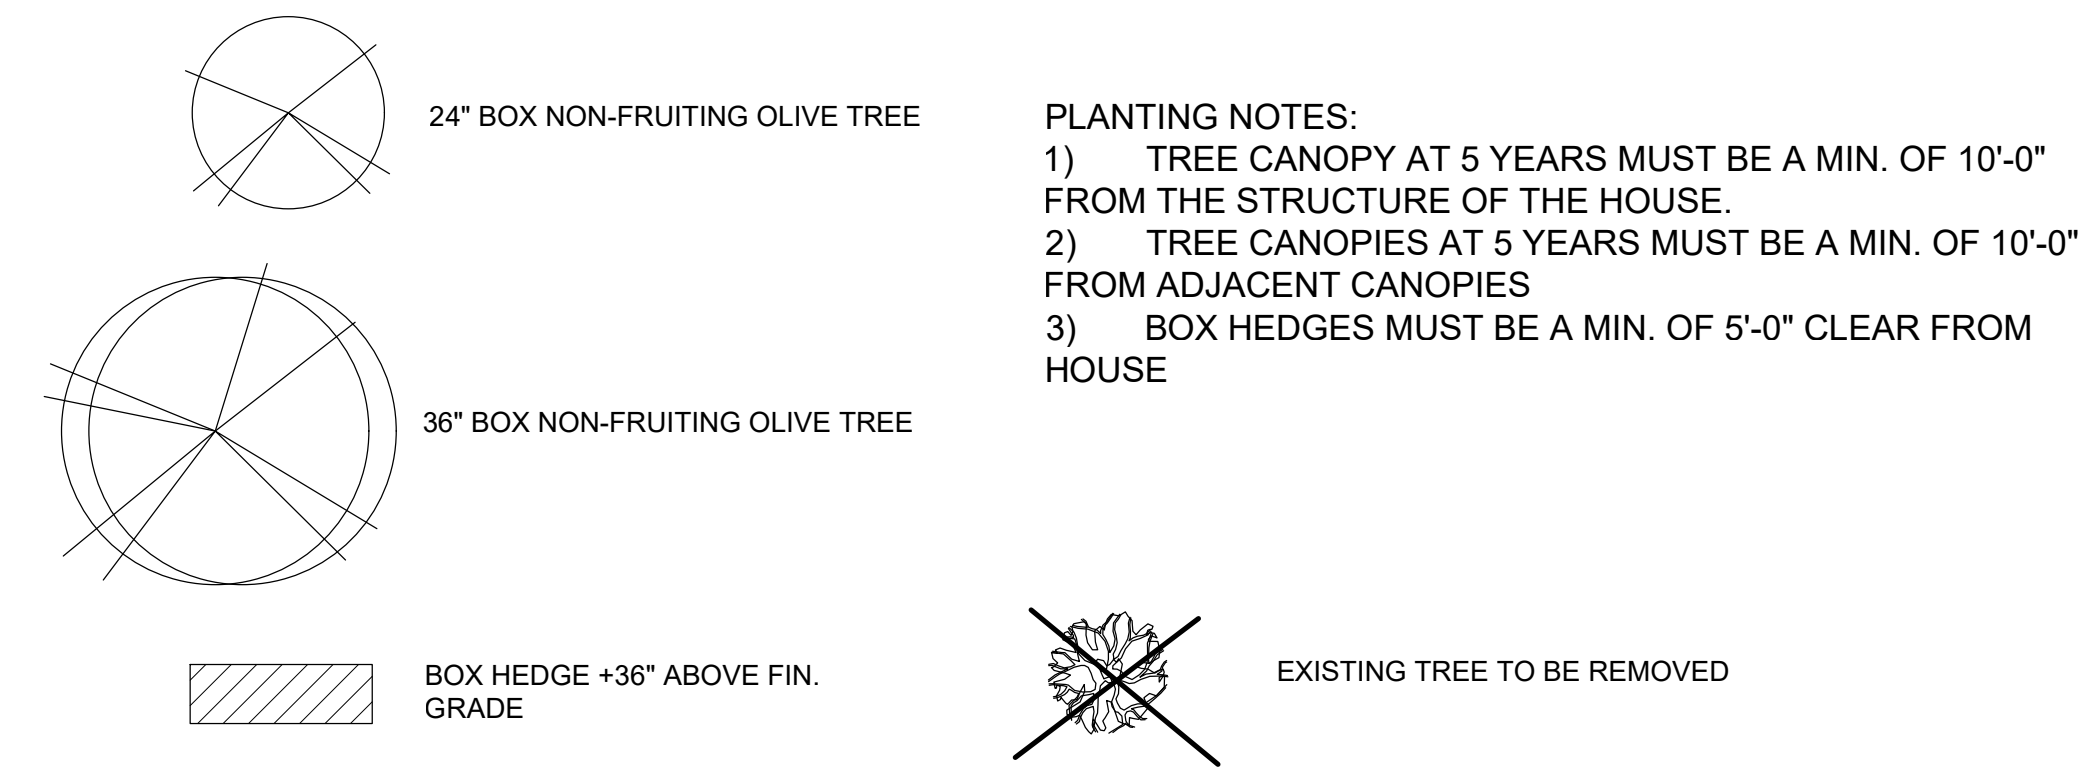 24" BOX NON-FRUITING OLIVE TREE
36" BOX NON-FRUITING OLIVE TREE
BOX HEDGE +36" ABOVE FIN.
GRADE
PLANTING NOTES:
1) TREE CANOPY AT 5 YEARS MUST BE A MIN. OF 10'-0"
FROM THE STRUCTURE OF THE HOUSE.
2) TREE CANOPIES AT 5 YEARS MUST BE A MIN. OF 10'-0"
FROM ADJACENT CANOPIES
3) BOX HEDGES MUST BE A MIN. OF 5'-0" CLEAR FROM
HOUSE
EXISTING TREE TO BE REMOVED